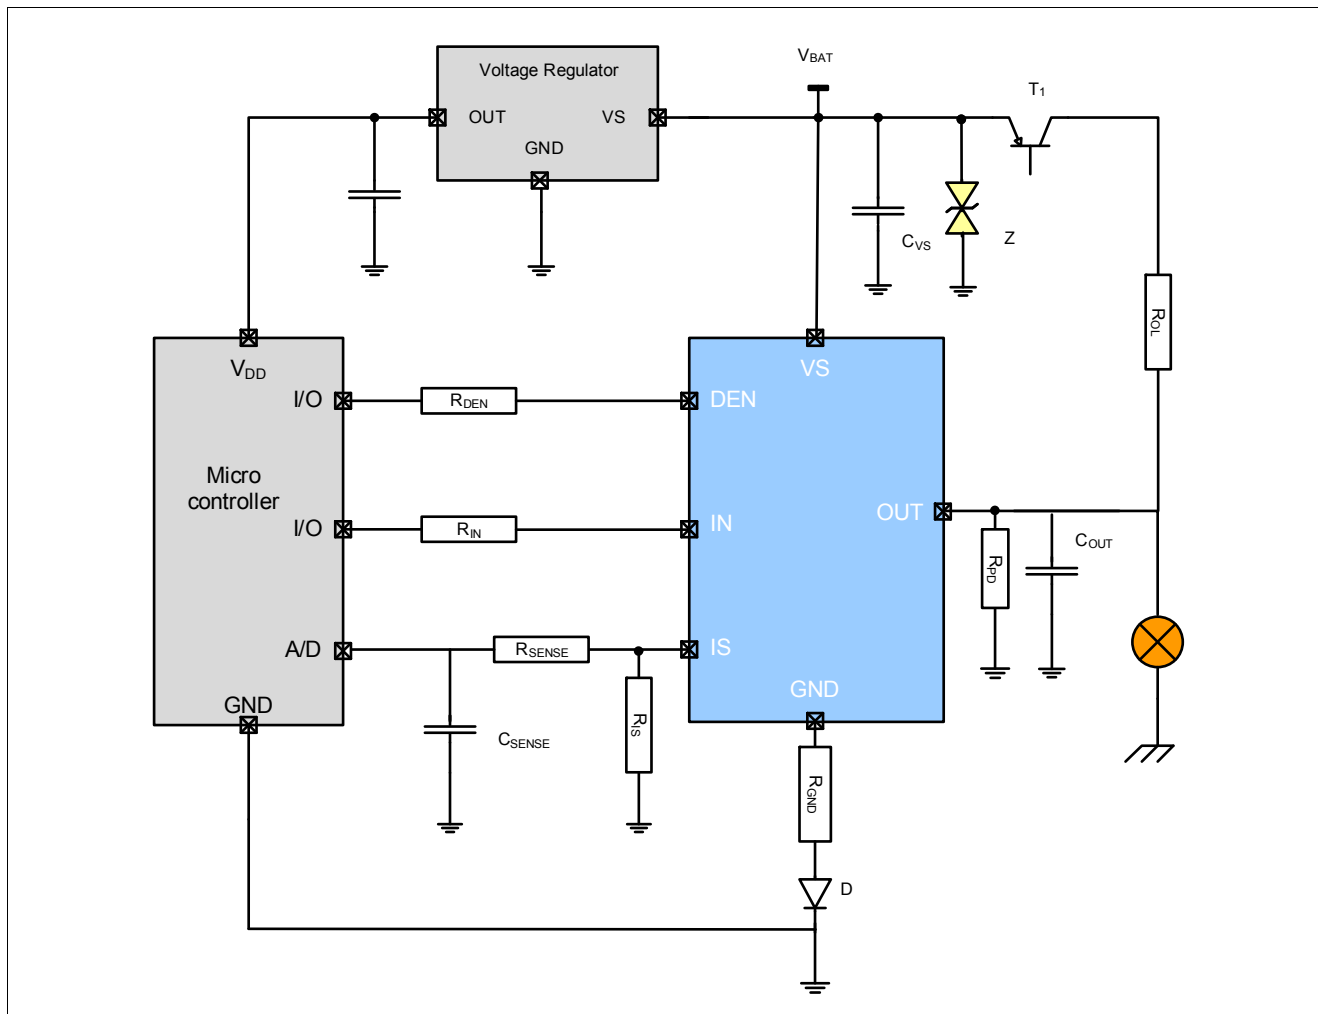 Voltage Regulator
OUT
VS
GND
VBAT
T1
CVS
Z
ROL
VDD
I/O
RDEN
DEN
VS
Micro
controller
I/O
RIN
IN
OUT
RPD
COUT
A/D
RSENSE
IS
GND
CSENSE
RIS
GND
RGND
D